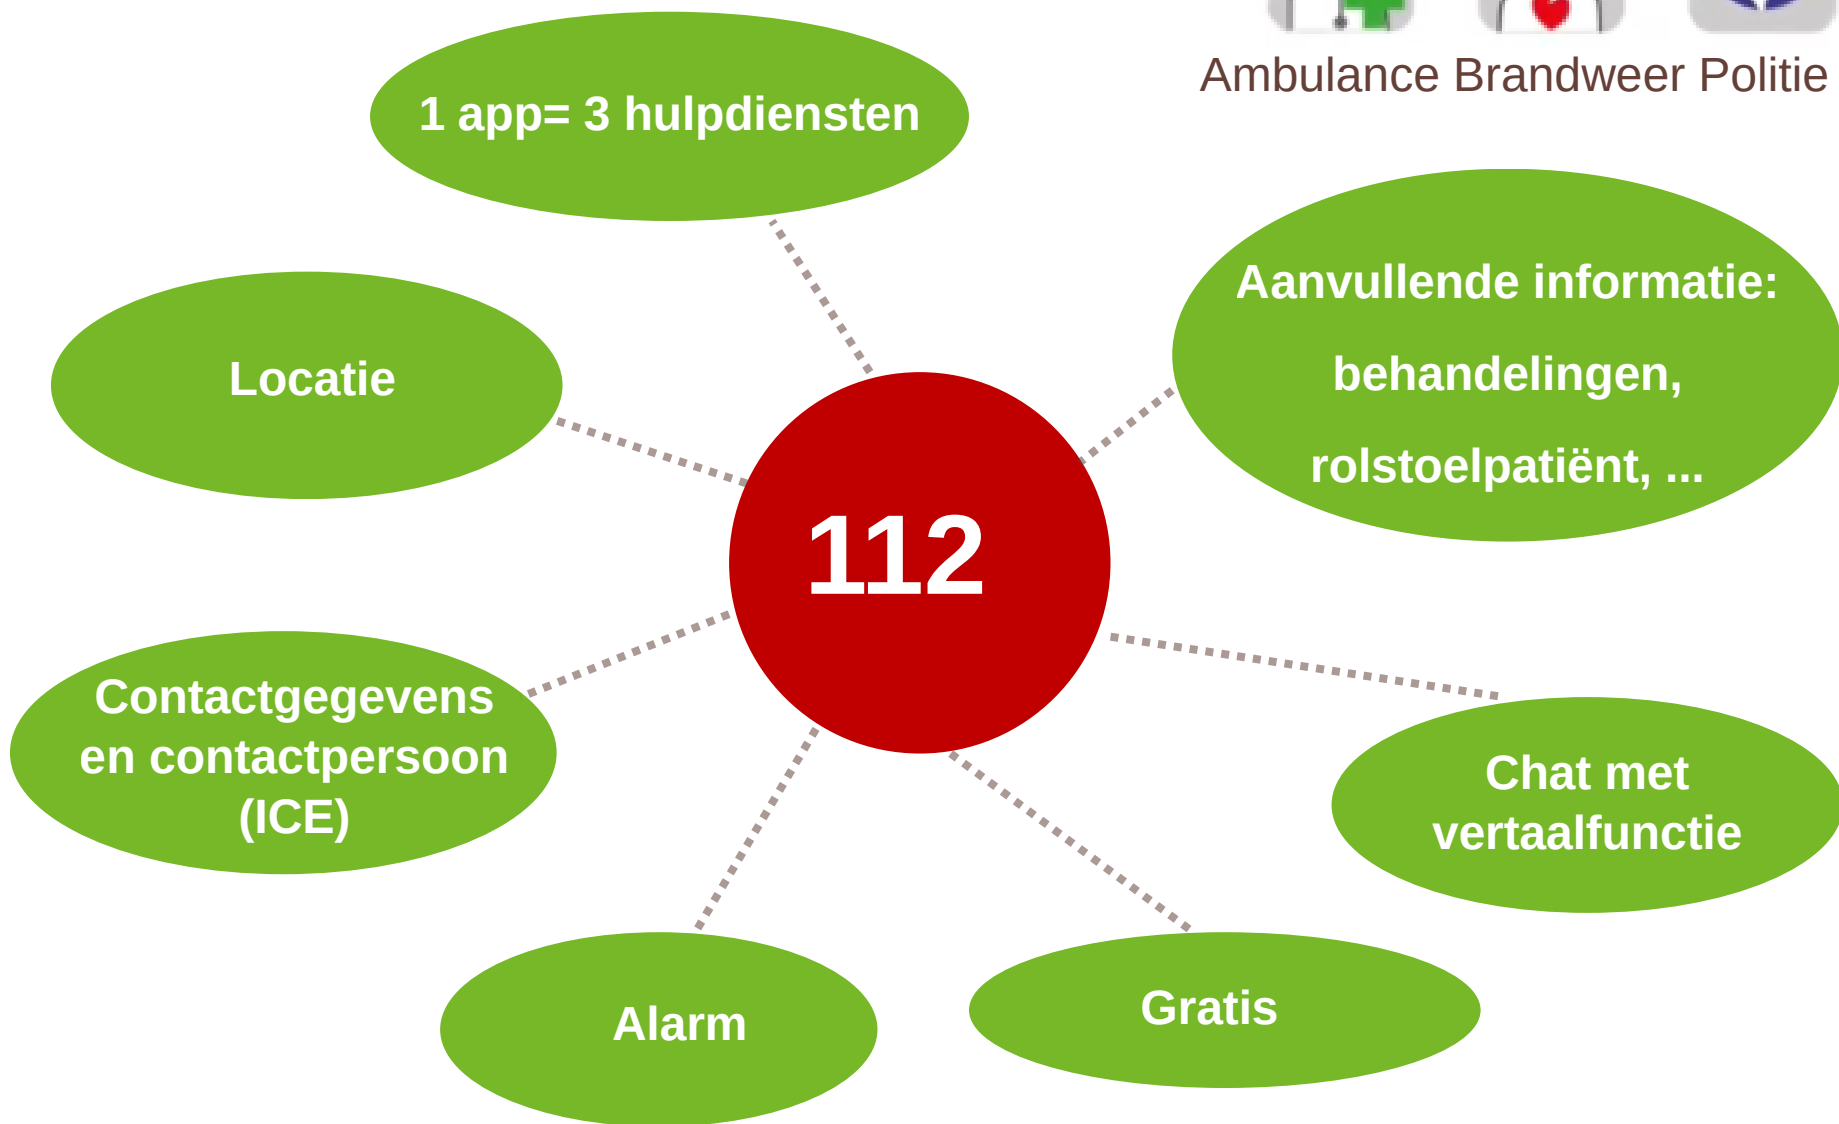 Ambulance Brandweer Politie
1 app= 3 hulpdiensten
Aanvullende informatie:
behandelingen,
rolstoelpatiënt, ...
Locatie
112
Contactgegevens
en contactpersoon
(ICE)
Chat met
vertaalfunctie
Alarm
Gratis